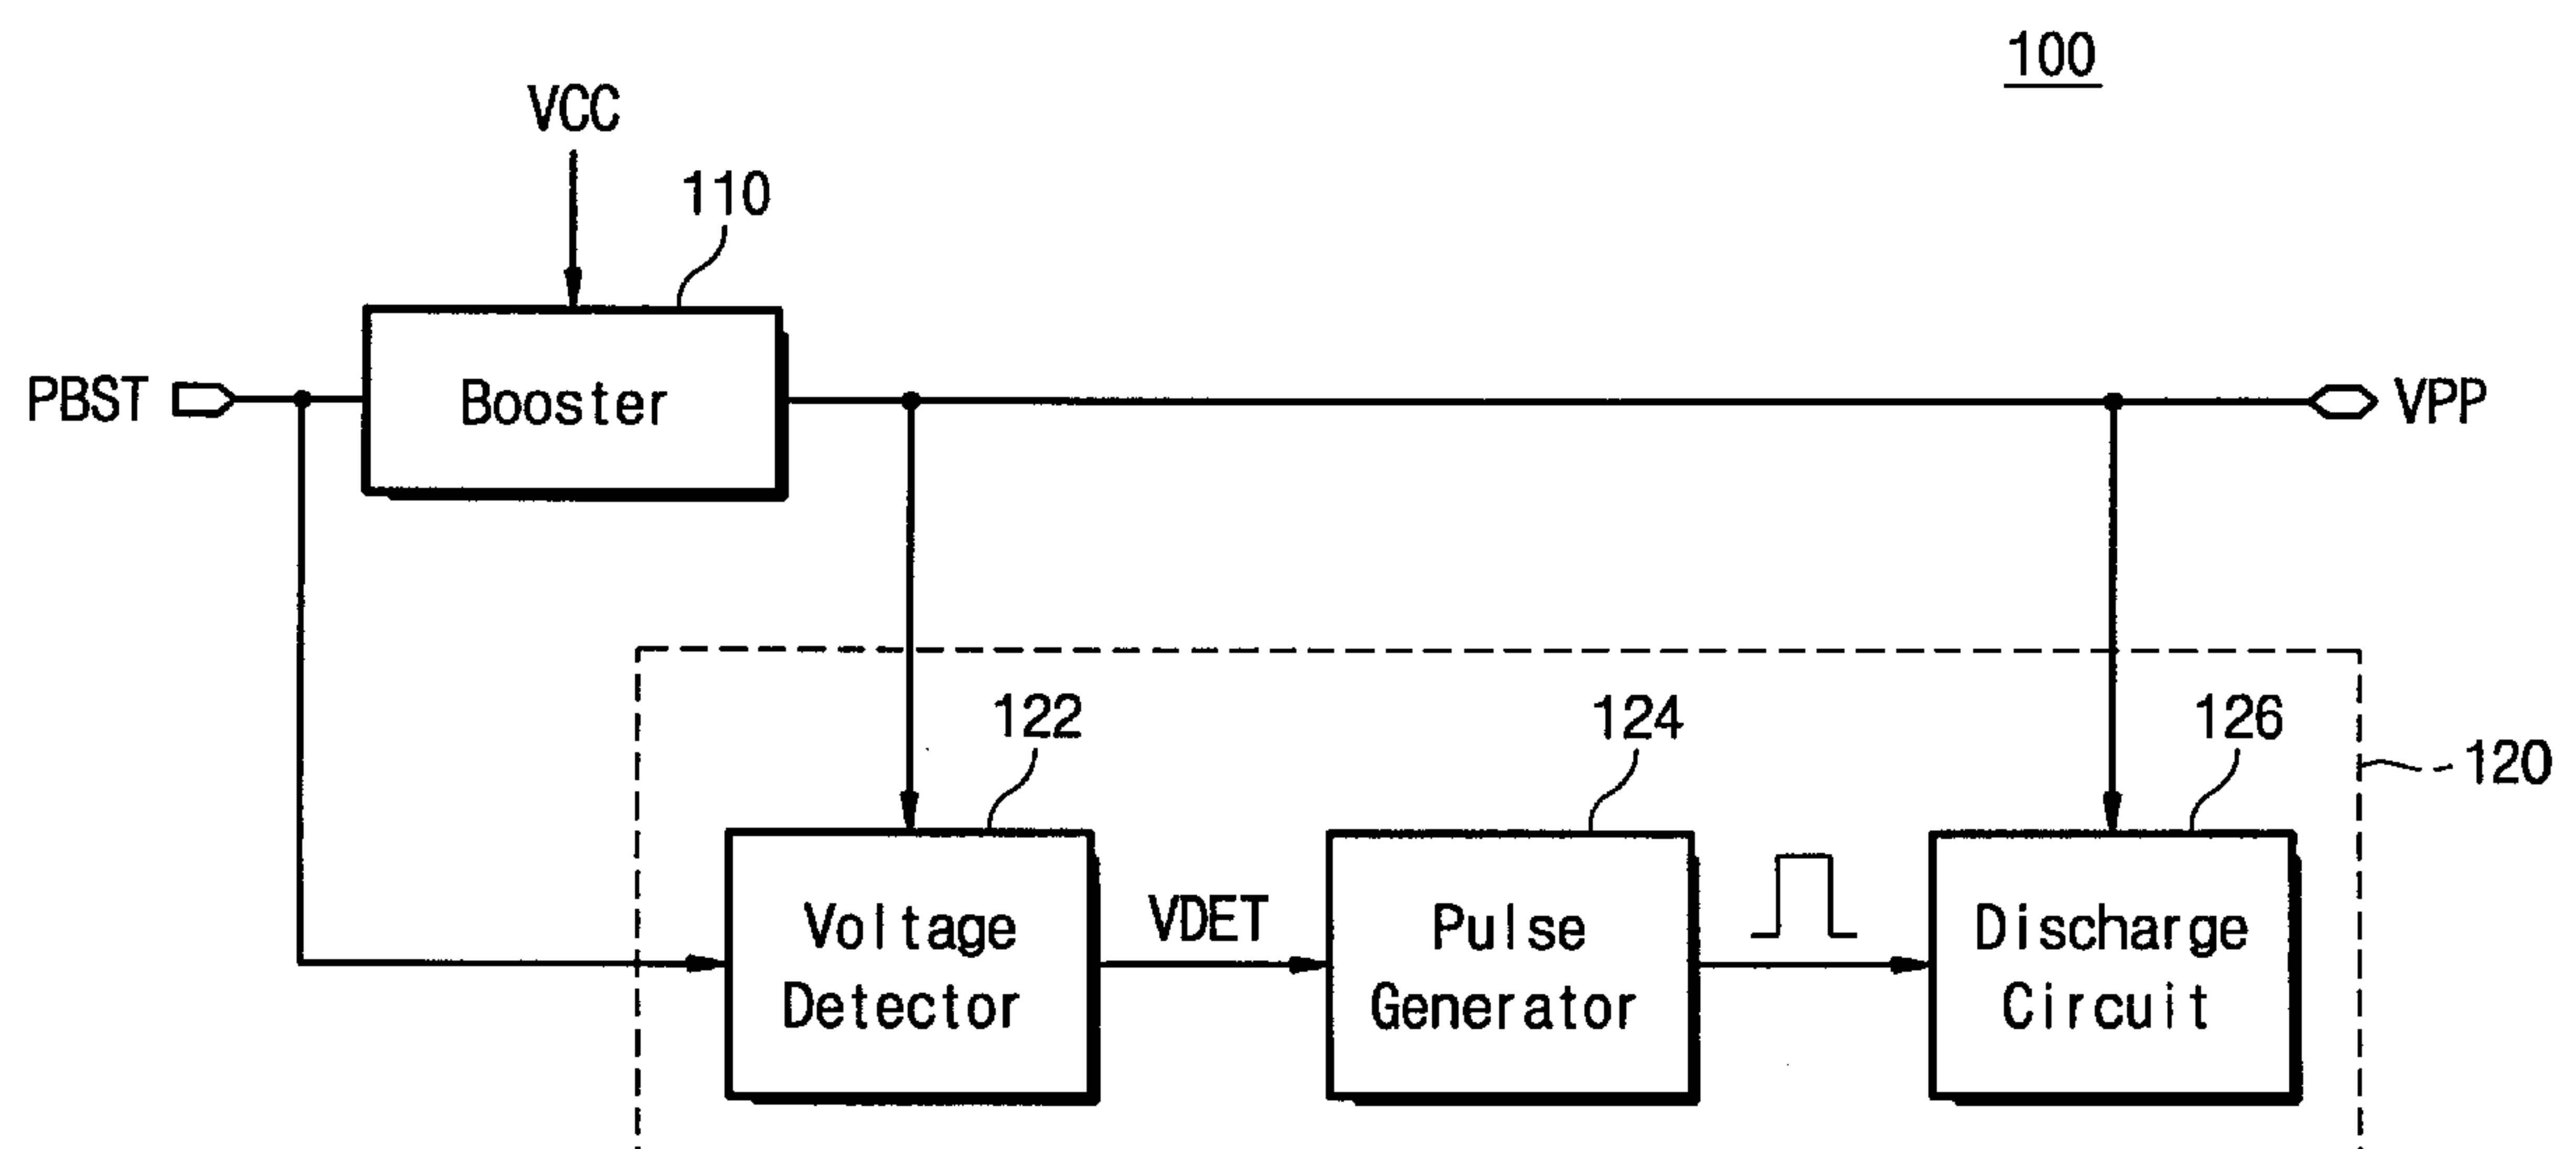 100
VCC
110
PBST
Booster
VPP
122
124
126
120
Voltage
Detector
VDET
Pulse
Generator
Discharge
Circuit